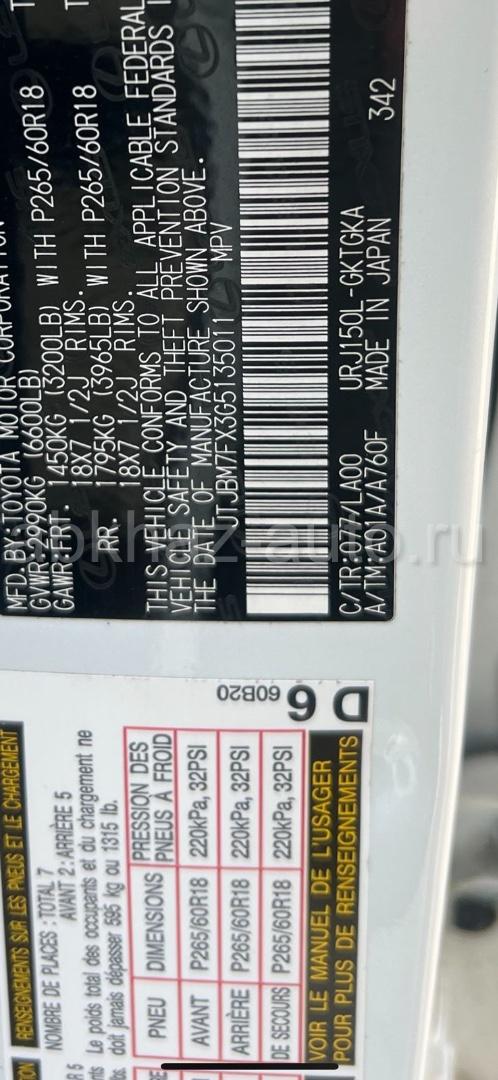 MFD. BY: TOYOTA MOTOR CORPORATION
GVWR: 2990KG (6600LB)
GAWR: FRT. 1450KG (3200LB) WITH P265/60R18
18X7 1/2J RIMS.
RR. 1795KG (3965LB) WITH P265/60R18
18X7 1/2J RIMS.
THIS VEHICLE CONFORMS TO ALL APPLICABLE FEDERAL
VEHICLE SAFETY AND THEFT PREVENTION STANDARDS
THE DATE OF MANUFACTURE SHOWN ABOVE.
JTJBM7FX3G5135011 MPV
C/TR: 077/LA00 URJ150L-GKTGKA
A/TM: /01A/A760F MADE IN JAPAN 342
abkhaz-auto.ru
D6
60B20
RENSEIGNEMENTS SUR LES PNEUS ET LE CHARGEMENT
NOMBRE DE PLACES : TOTAL 7
AVANT 2 : ARRIÈRE 5
Le poids total des occupants et du chargement ne
doit jamais dépasser 595 kg ou 1315 lb.
PNEU DIMENSIONS PRESSION DES PNEUS A FROID
AVANT P265/60R18 220kPa, 32PSI
ARRIÈRE P265/60R18 220kPa, 32PSI
DE SECOURS P265/60R18 220kPa, 32PSI
VOIR LE MANUEL DE L'USAGER
POUR PLUS DE RENSEIGNEMENTS